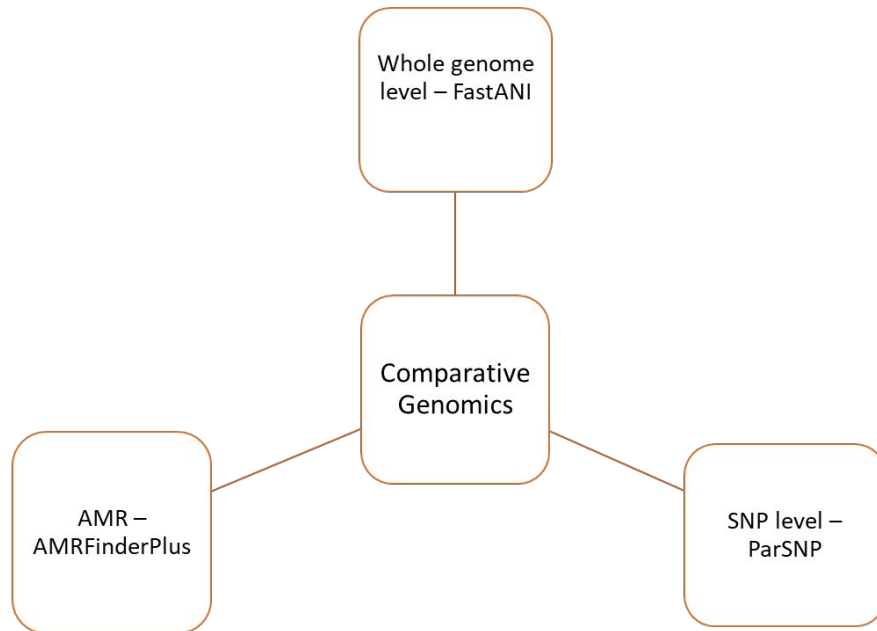 Whole genome
level – FastANI
Comparative
Genomics
AMR –
AMRFinderPlus
SNP level –
ParSNP